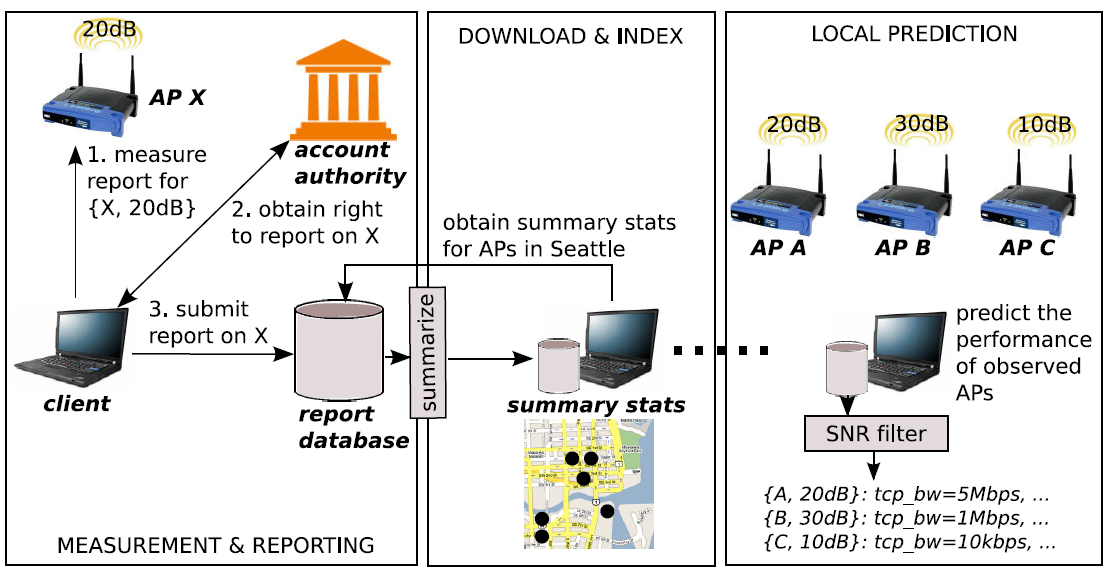 20dB
AP X
1. measure
report for
{X, 20dB}
account
authority
2. obtain right
to report on X
3. submit
report on X
client
report
database
MEASUREMENT & REPORTING
DOWNLOAD & INDEX
obtain summary stats
for APs in Seattle
summarize
summary stats
LOCAL PREDICTION
20dB
30dB
10dB
AP A
AP B
AP C
predict the
performance
of observed
APs
SNR filter
{A, 20dB}: tcp_bw=5Mbps, ...
{B, 30dB}: tcp_bw=1Mbps, ...
{C, 10dB}: tcp_bw=10kbps, ...